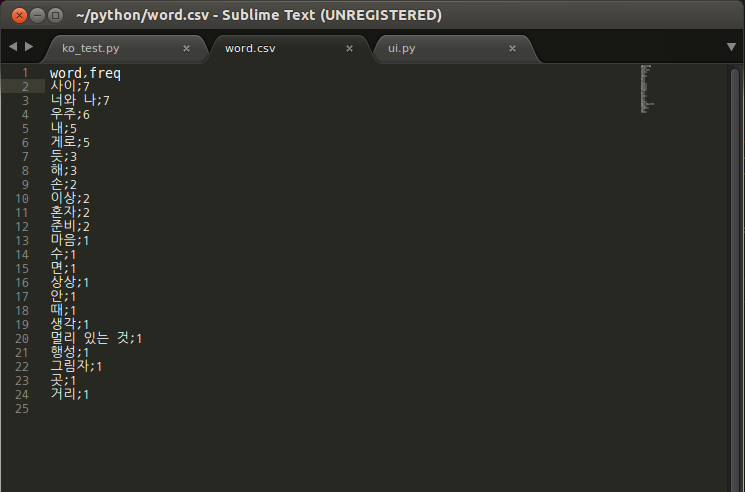 ~/python/word.csv - Sublime Text (UNREGISTERED)
ko_test.py × word.csv × ui.py ×
1 word,freq
2 사이;7
3 너와 나;7
4 우주;6
5 내;5
6 게로;5
7 듯;3
8 해;3
9 손;2
10 이상;2
11 혼자;2
12 준비;2
13 마음;1
14 수;1
15 면;1
16 상상;1
17 안;1
18 때;1
19 생각;1
20 멀리 있는 것;1
21 행성;1
22 그림자;1
23 곳;1
24 거리;1
25